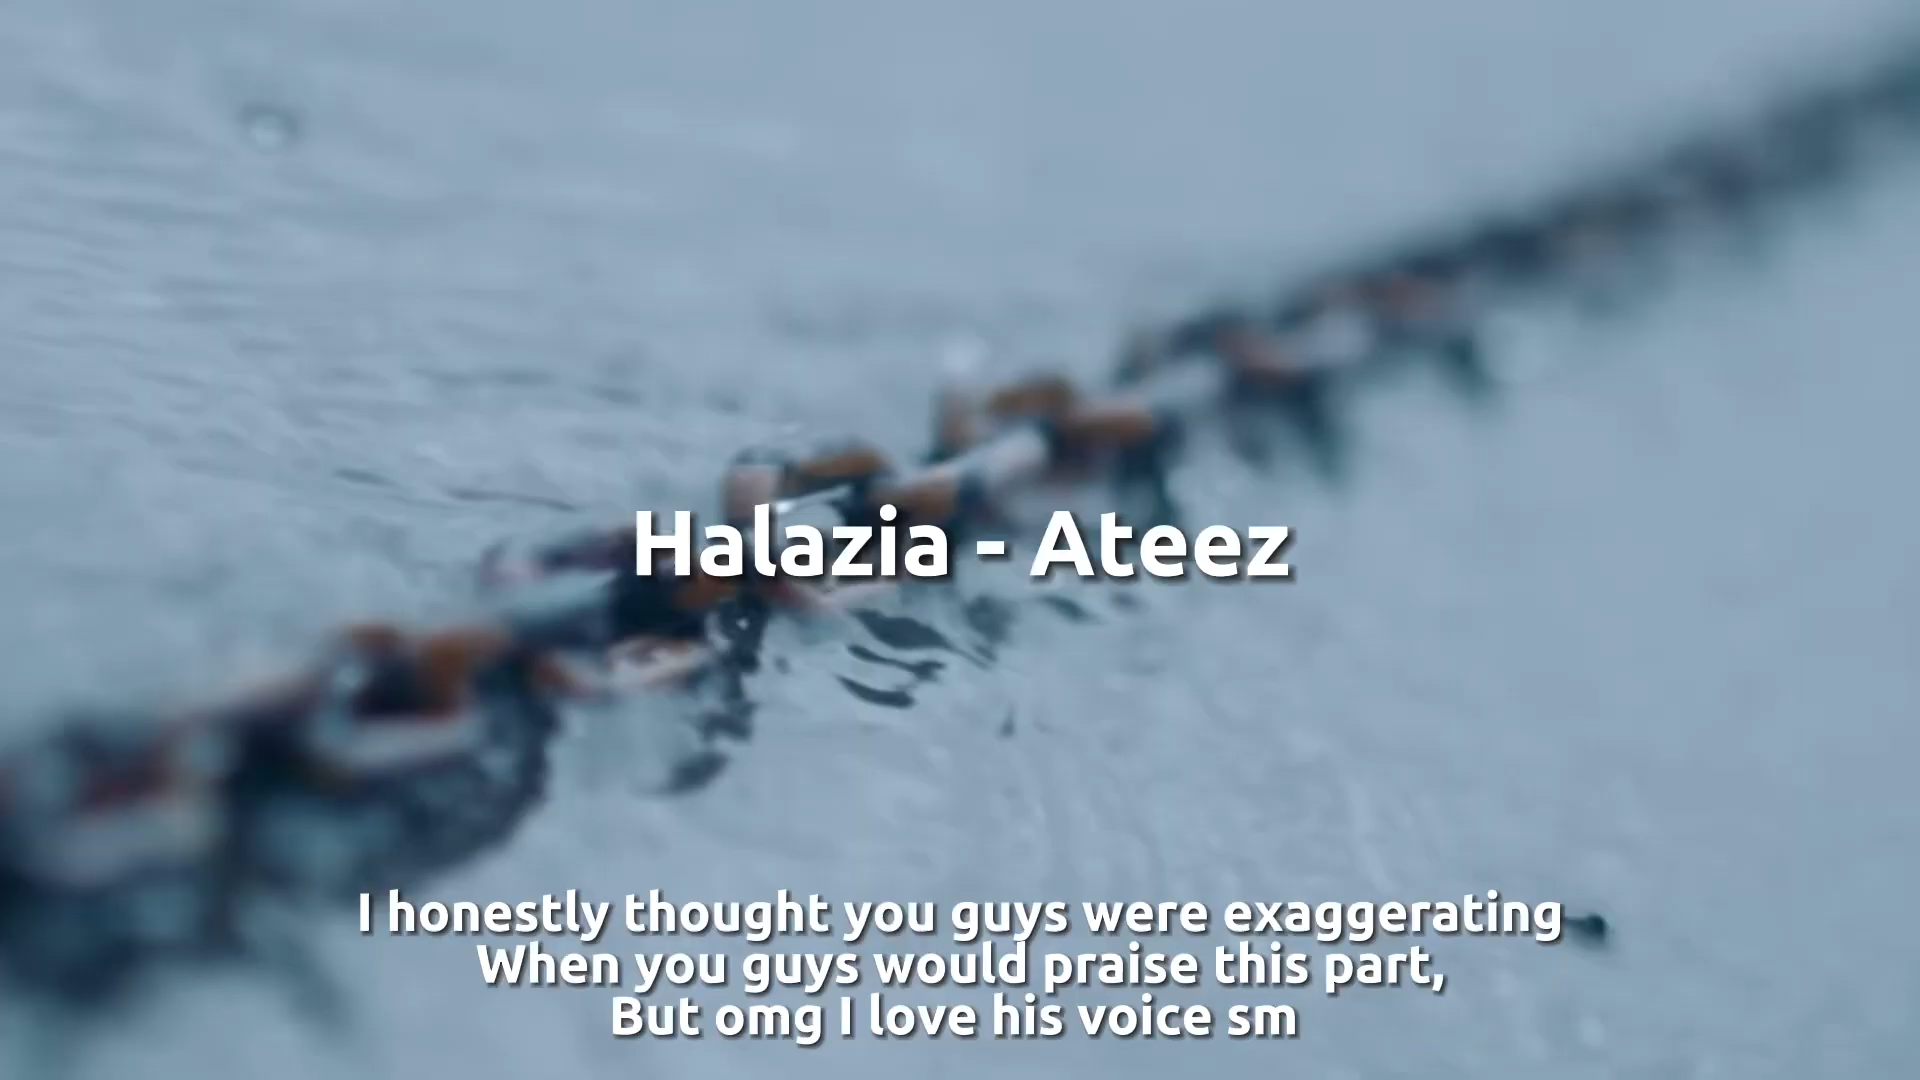 Halazia - Ateez
I honestly thought you guys were exaggerating
When you guys would praise this part,
But omg I love his voice sm